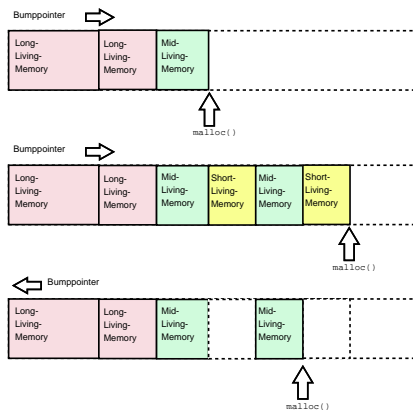 Bumppointer
Long-
Living-
Memory
Long-
Living-
Memory
Mid-
Living-
Memory
malloc()
Bumppointer
Long-
Living-
Memory
Long-
Living-
Memory
Mid-
Living-
Memory
Short-
Living-
Memory
Mid-
Living-
Memory
Short-
Living-
Memory
malloc()
Bumppointer
Long-
Living-
Memory
Long-
Living-
Memory
Mid-
Living-
Memory
Mid-
Living-
Memory
malloc()